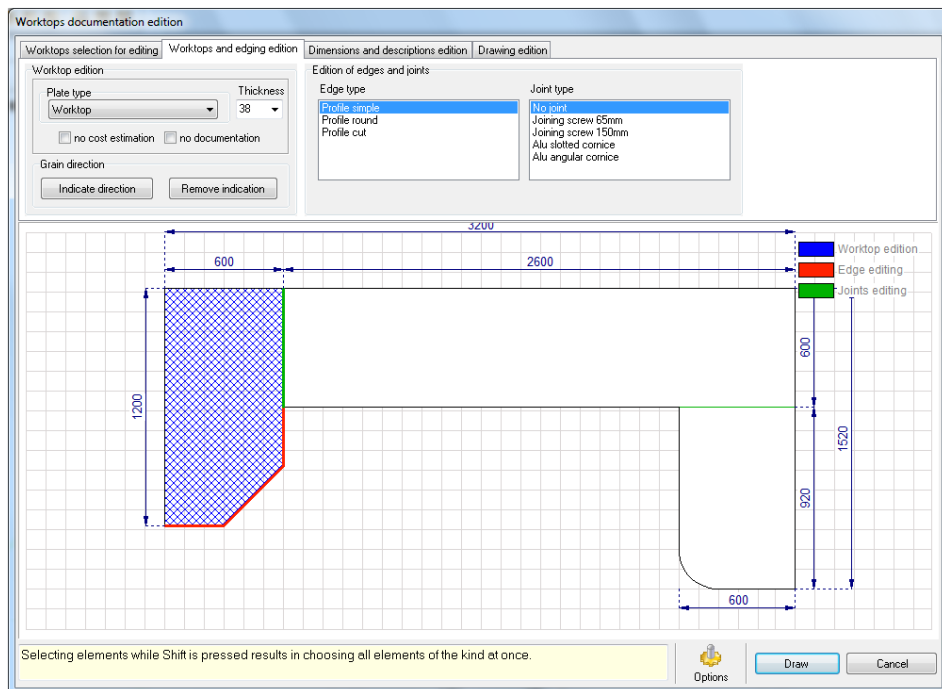 Worktops documentation edition
Worktops selection for editing
Worktops and edging edition
Dimensions and descriptions edition
Drawing edition
Worktop edition
Plate type
Thickness
Worktop
38
no cost estimation
no documentation
Grain direction
Indicate direction
Remove indication
Edition of edges and joints
Edge type
Profile simple
Profile round
Profile cut
Joint type
No joint
Joining screw 65mm
Joining screw 150mm
Alu slotted cornice
Alu angular cornice
3200
600
2600
Worktop edition
Edge editing
Joints editing
1200
600
920
1520
600
Selecting elements while Shift is pressed results in choosing all elements of the kind at once.
Options
Draw
Cancel